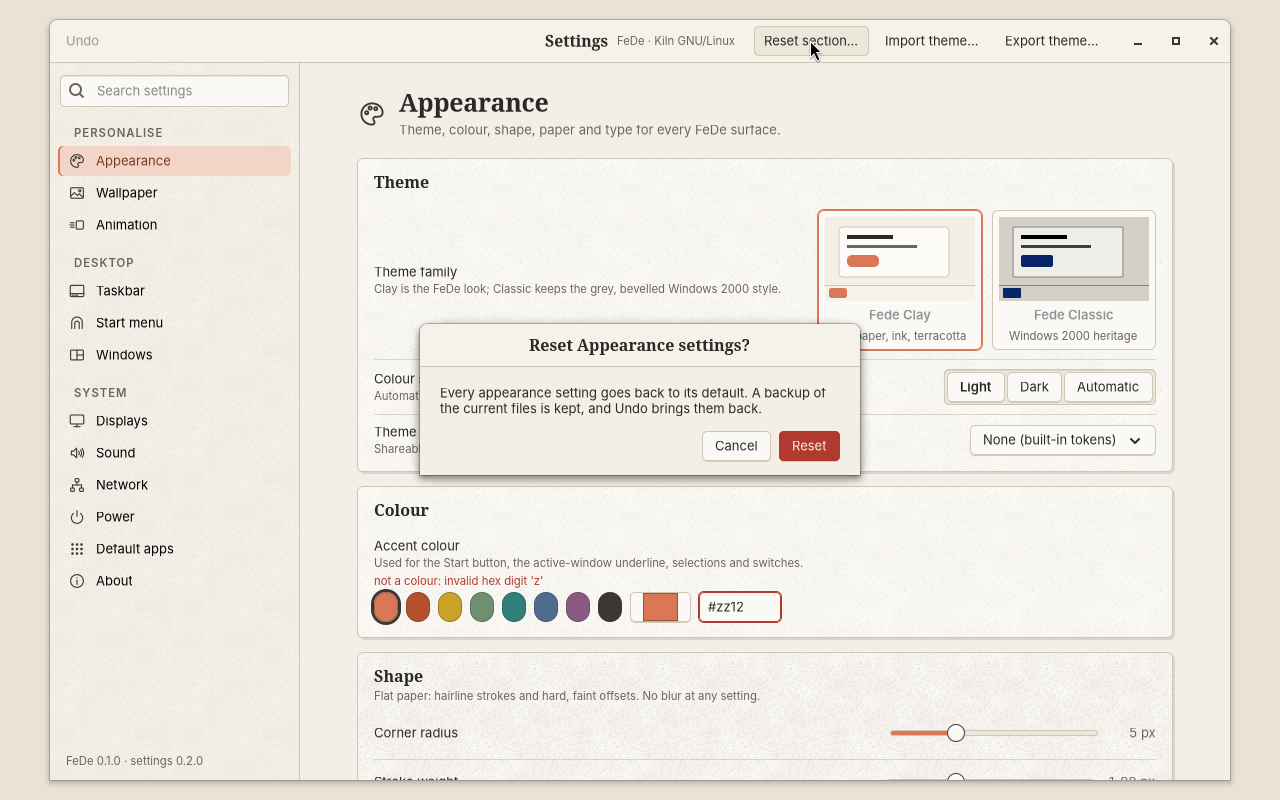 Undo
Settings FeDe · Kiln GNU/Linux
Reset section...
Import theme...
Export theme...
Search settings
PERSONALISE
Appearance
Wallpaper
Animation
DESKTOP
Taskbar
Start menu
Windows
SYSTEM
Displays
Sound
Network
Power
Default apps
About
FeDe 0.1.0 · settings 0.2.0
Appearance
Theme, colour, shape, paper and type for every FeDe surface.
Theme
Theme family
Clay is the FeDe look; Classic keeps the grey, bevelled Windows 2000 style.
Fede Clay
paper, ink, terracotta
Fede Classic
Windows 2000 heritage
Colour
Automat
Light
Dark
Automatic
Theme
Shareab
None (built-in tokens)
Reset Appearance settings?
Every appearance setting goes back to its default. A backup of
the current files is kept, and Undo brings them back.
Cancel
Reset
Colour
Accent colour
Used for the Start button, the active-window underline, selections and switches.
not a colour: invalid hex digit 'z'
#zz12
Shape
Flat paper: hairline strokes and hard, faint offsets. No blur at any setting.
Corner radius
5 px
Stroke weight
1.00 px